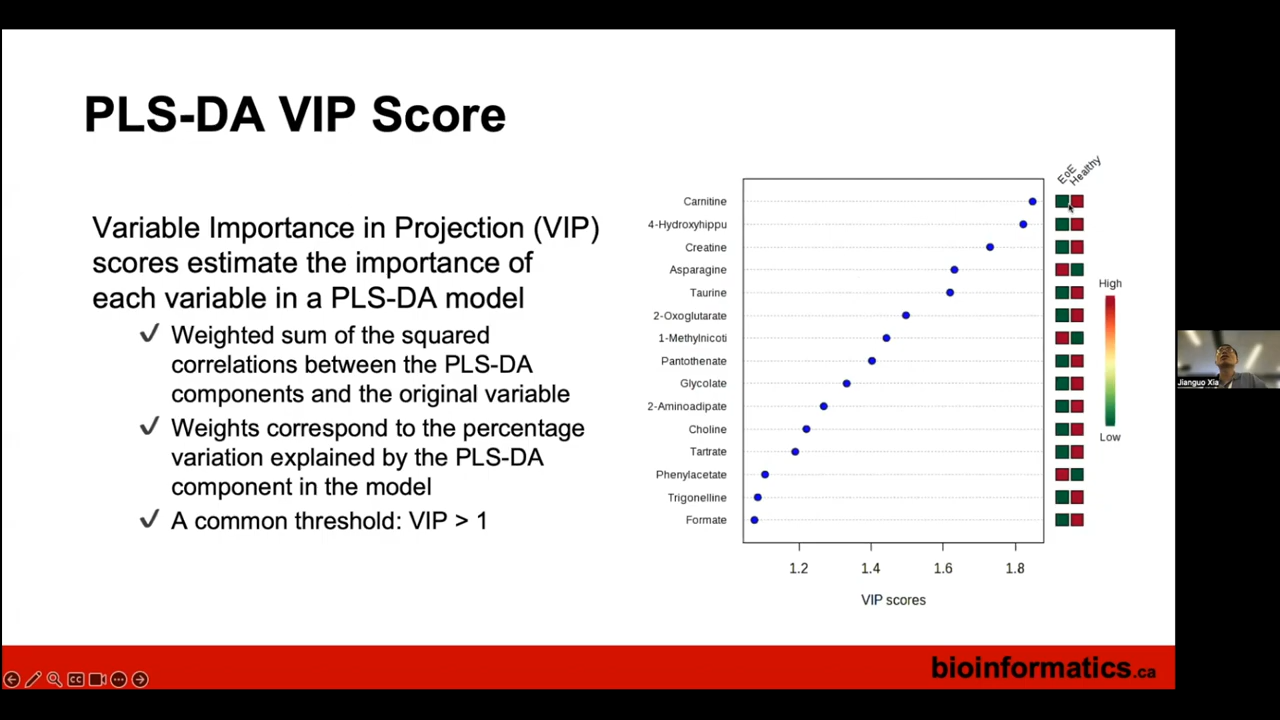 PLS-DA VIP Score
Variable Importance in Projection (VIP)
scores estimate the importance of
each variable in a PLS-DA model
✓ Weighted sum of the squared
correlations between the PLS-DA
components and the original variable
✓ Weights correspond to the percentage
variation explained by the PLS-DA
component in the model
✓ A common threshold: VIP > 1
EoE
Healthy
Carnitine
4-Hydroxyhippu
Creatine
Asparagine
Taurine
2-Oxoglutarate
1-Methylnicoti
Pantothenate
Glycolate
2-Aminoadipate
Choline
Tartrate
Phenylacetate
Trigonelline
Formate
1.2 1.4 1.6 1.8
VIP scores
High
Low
Jianguo Xia
CC
bioinformatics.ca